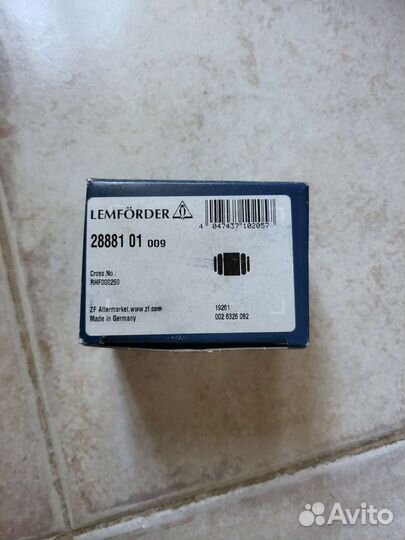 LEMFÖRDER
4 047437 102057
28881 01 009
Cross.No.:
RHF000260
ZF Aftermarket,www.zf.com
Made in Germany
19261
002 6326 082
Avito